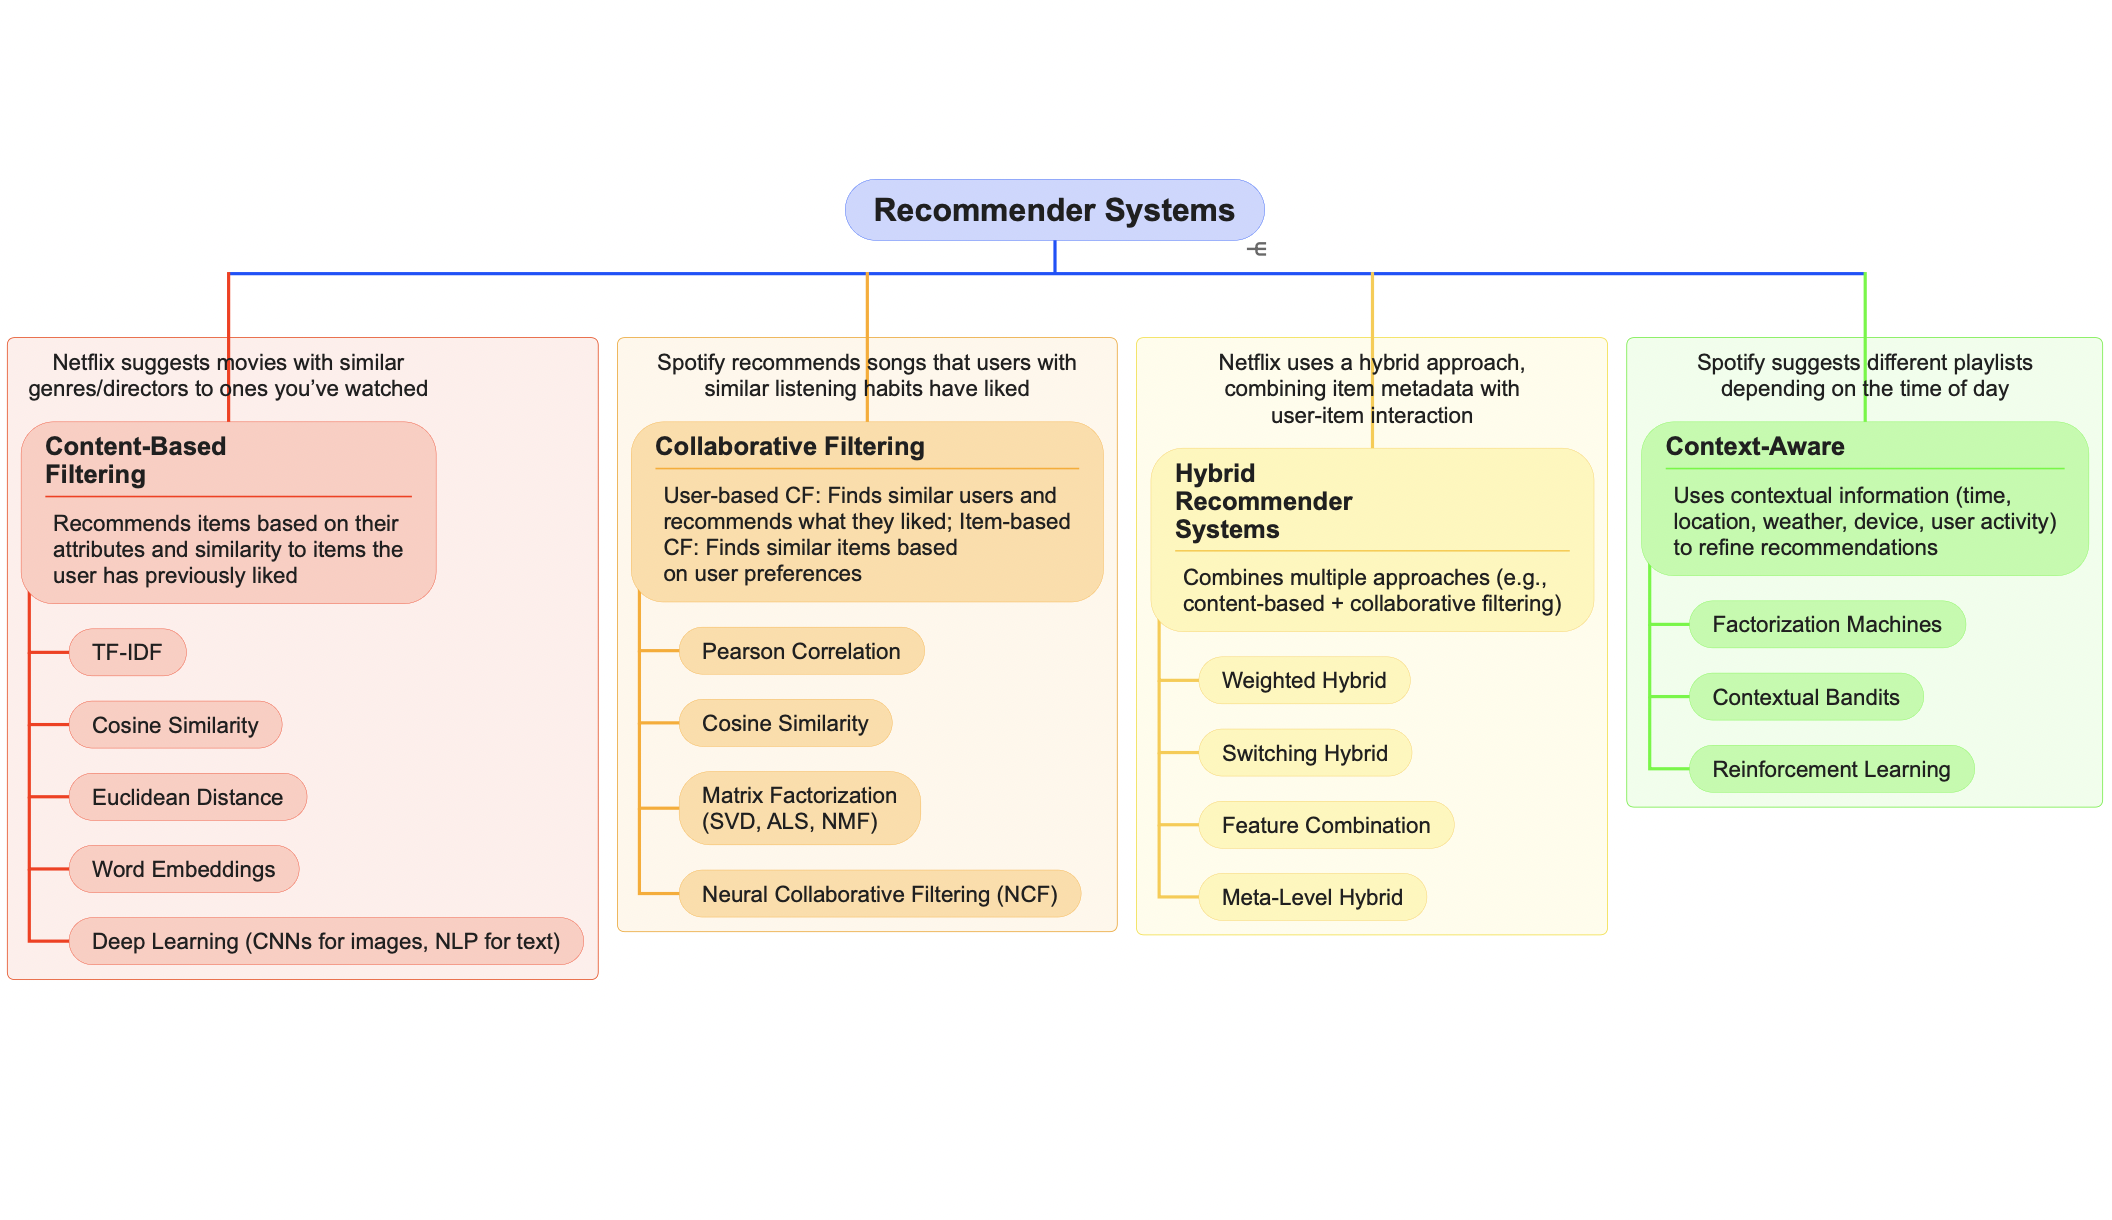 Recommender Systems
Netflix suggests movies with similar
genres/directors to ones you’ve watched
Content-Based
Filtering
Recommends items based on their
attributes and similarity to items the
user has previously liked
TF-IDF
Cosine Similarity
Euclidean Distance
Word Embeddings
Deep Learning (CNNs for images, NLP for text)
Spotify recommends songs that users with
similar listening habits have liked
Collaborative Filtering
User-based CF: Finds similar users and
recommends what they liked; Item-based
CF: Finds similar items based
on user preferences
Pearson Correlation
Cosine Similarity
Matrix Factorization
(SVD, ALS, NMF)
Neural Collaborative Filtering (NCF)
Netflix uses a hybrid approach,
combining item metadata with
user-item interaction
Hybrid
Recommender
Systems
Combines multiple approaches (e.g.,
content-based + collaborative filtering)
Weighted Hybrid
Switching Hybrid
Feature Combination
Meta-Level Hybrid
Spotify suggests different playlists
depending on the time of day
Context-Aware
Uses contextual information (time,
location, weather, device, user activity)
to refine recommendations
Factorization Machines
Contextual Bandits
Reinforcement Learning